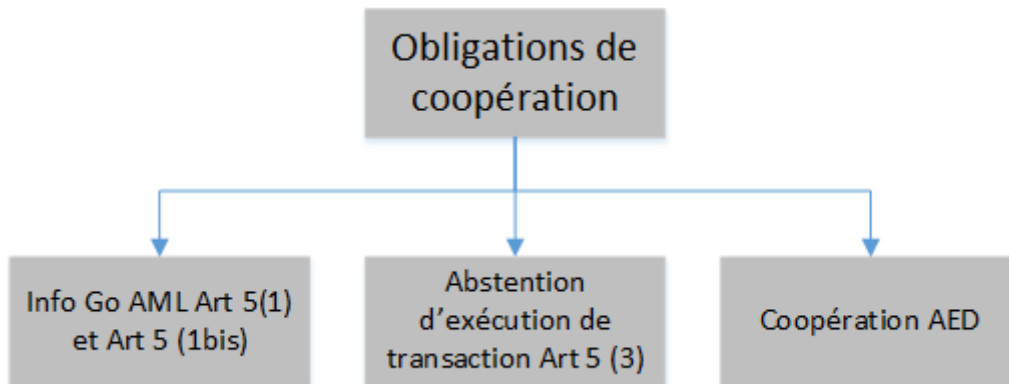 Obligations de
coopération
Info Go AML Art 5(1)
et Art 5 (1bis)
Abstention
d’exécution de
transaction Art 5 (3)
Coopération AED